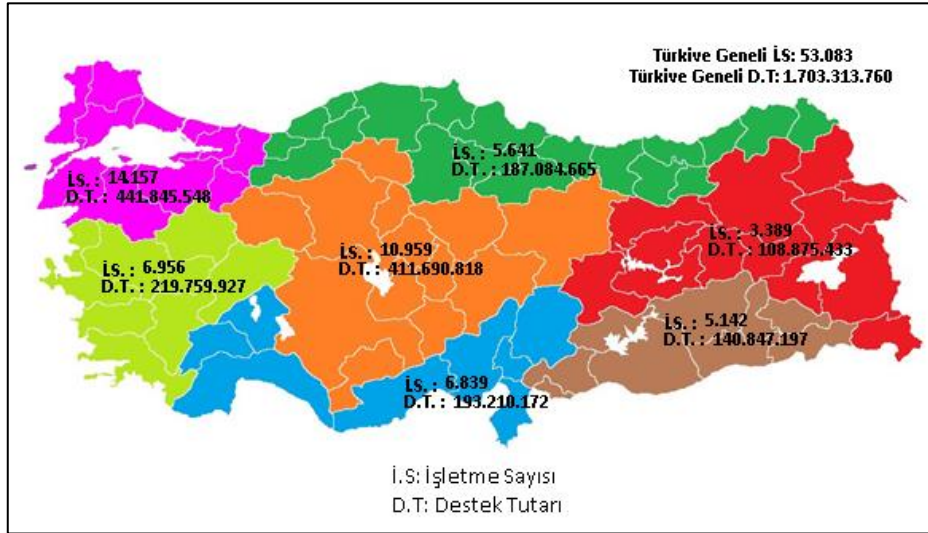 Türkiye Geneli İS: 53.083
Türkiye Geneli D.T: 1.703.313.760
İ.S. : 5.641
D.T. : 187.084.665
İ.S. : 14.157
D.T. : 441.845.548
İ.S. : 3.389
D.T. : 108.875.433
İ.S. : 10.959
D.T. : 411.690.818
İ.S. : 6.956
D.T. : 219.759.927
İ.S. : 5.142
D.T. : 140.847.197
İ.S. : 6.839
D.T. : 193.210.172
İ.S: İşletme Sayısı
D.T: Destek Tutarı